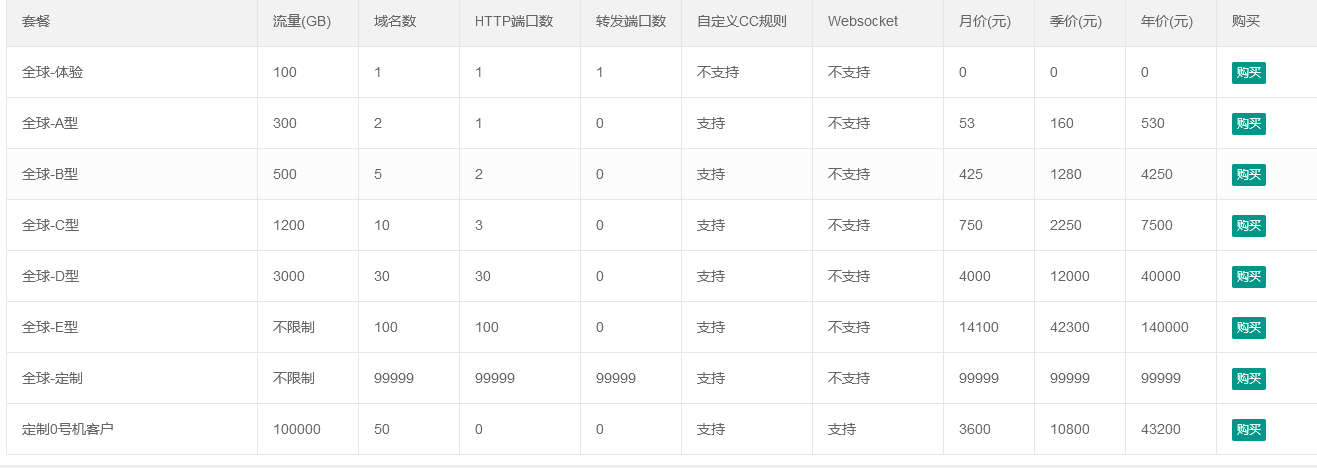 套餐 流量(GB) 域名数 HTTP端口数 转发端口数 自定义CC规则 Websocket 月价(元) 季价(元) 年价(元) 购买
全球-体验 100 1 1 1 不支持 不支持 0 0 0 购买
全球-A型 300 2 1 0 支持 不支持 53 160 530 购买
全球-B型 500 5 2 0 支持 不支持 425 1280 4250 购买
全球-C型 1200 10 3 0 支持 不支持 750 2250 7500 购买
全球-D型 3000 30 30 0 支持 不支持 4000 12000 40000 购买
全球-E型 不限制 100 100 0 支持 不支持 14100 42300 140000 购买
全球-定制 不限制 99999 99999 99999 支持 不支持 99999 99999 99999 购买
定制0号机客户 100000 50 0 0 支持 支持 3600 10800 43200 购买